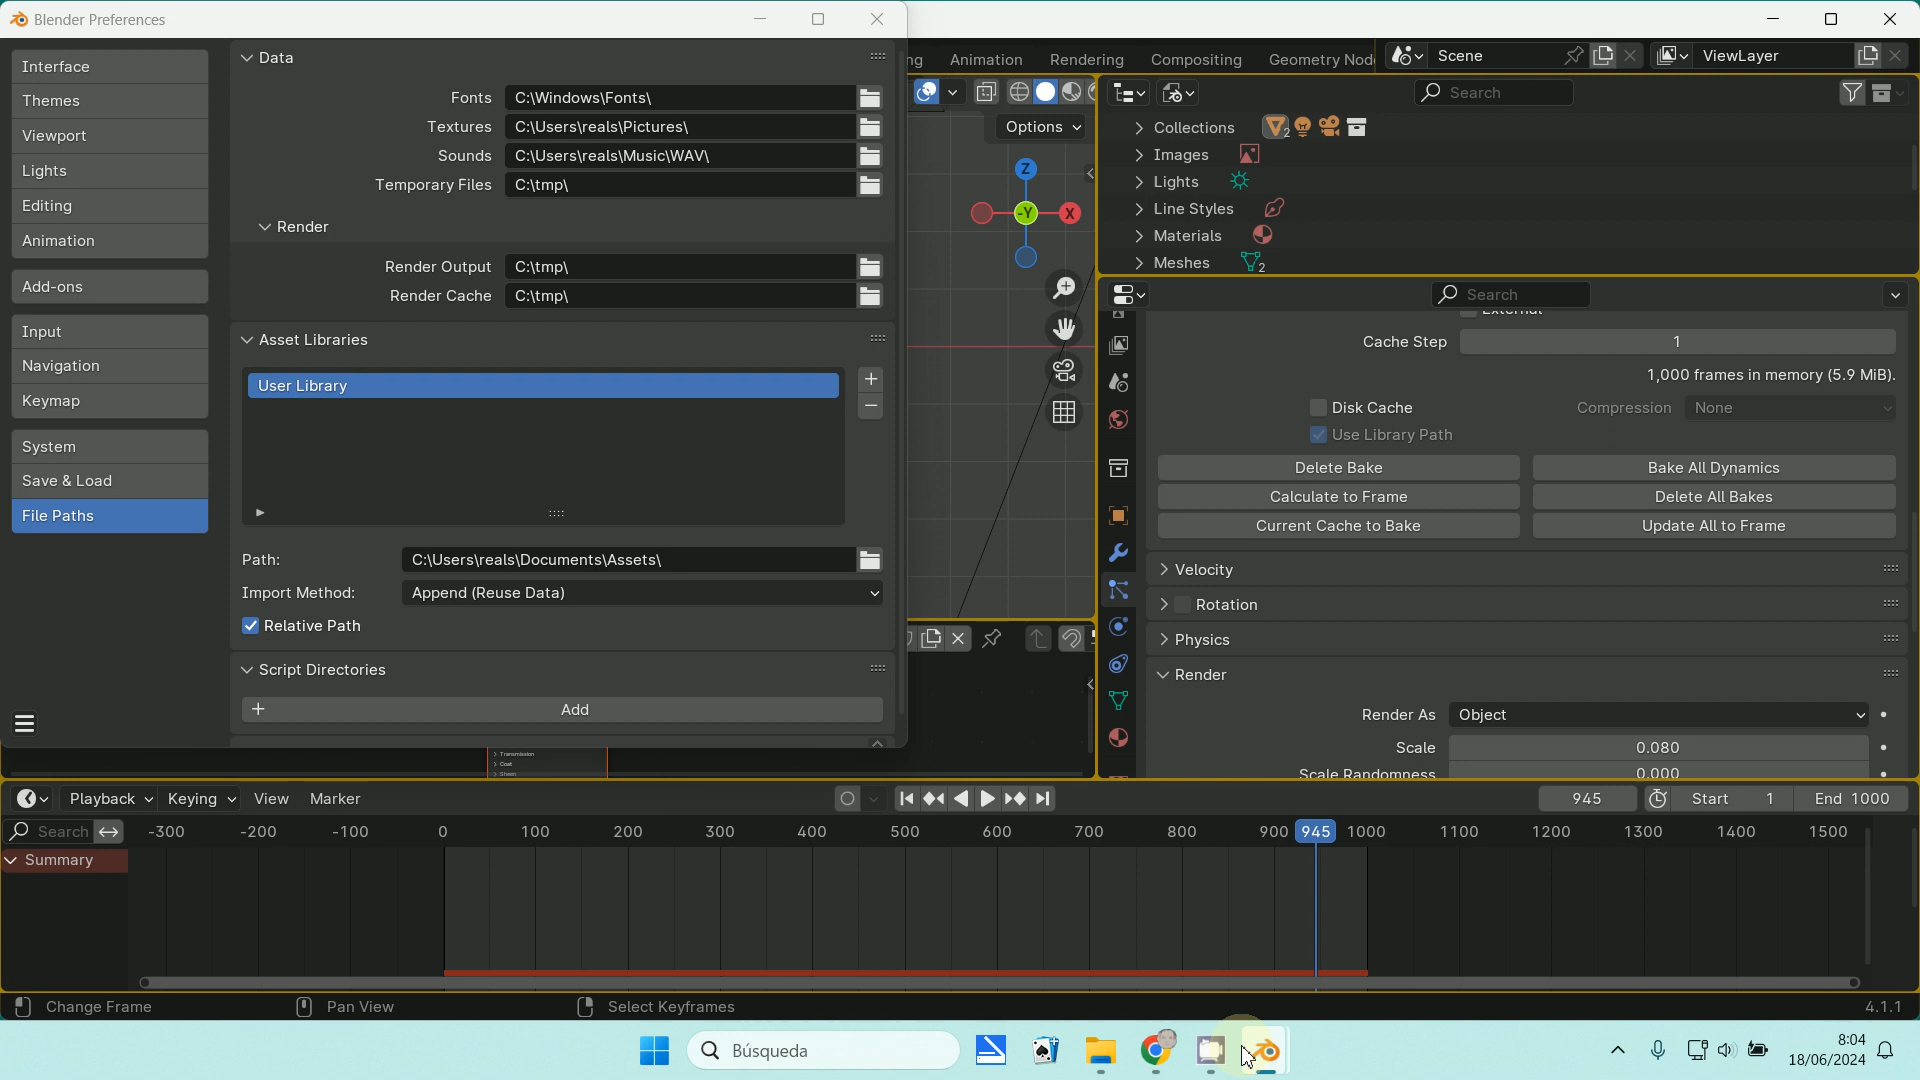 Blender Preferences
Interface
Themes
Viewport
Lights
Editing
Animation
Add-ons
Input
Navigation
Keymap
System
Save & Load
File Paths
Data
Fonts C:\Windows\Fonts\
Textures C:\Users\reals\Pictures\
Sounds C:\Users\reals\Music\WAV\
Temporary Files C:\tmp\
Render
Render Output C:\tmp\
Render Cache C:\tmp\
Asset Libraries
User Library
Path: C:\Users\reals\Documents\Assets\
Import Method: Append (Reuse Data)
Relative Path
Script Directories
Add
Animation Rendering Compositing Geometry Nod
Scene
ViewLayer
Options
Z
-Y
X
Search
Collections 2
Images
Lights
Line Styles
Materials
Meshes 2
Search
External
Cache Step 1
1,000 frames in memory (5.9 MiB).
Disk Cache Compression None
Use Library Path
Delete Bake Bake All Dynamics
Calculate to Frame Delete All Bakes
Current Cache to Bake Update All to Frame
Velocity
Rotation
Physics
Render
Render As Object
Scale 0.080
Scale Randomness 0.000
Transmission
Coat
Sheen
Playback Keying View Marker
945 Start 1 End 1000
Search -300 -200 -100 0 100 200 300 400 500 600 700 800 900 945 1000 1100 1200 1300 1400 1500
Summary
Change Frame Pan View Select Keyframes 4.1.1
Búsqueda
8:04
18/06/2024